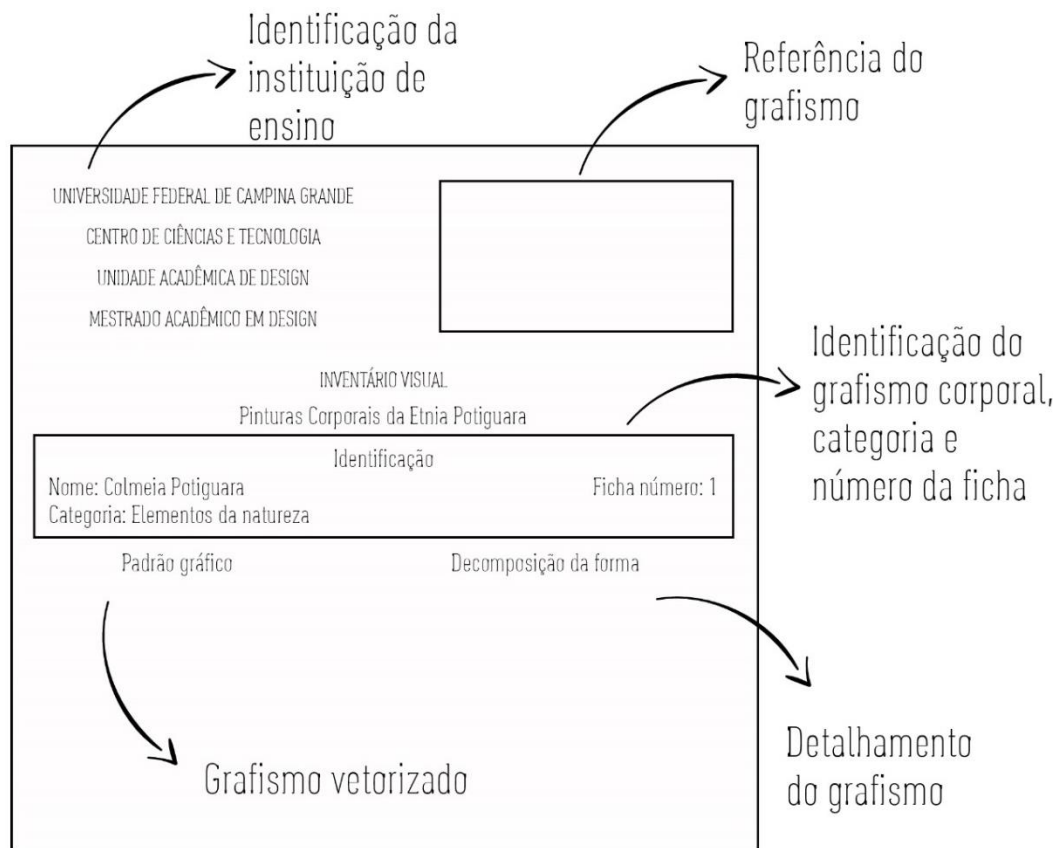 Identificação da
instituição de
ensino
Referência do
grafismo
UNIVERSIDADE FEDERAL DE CAMPINA GRANDE
CENTRO DE CIÊNCIAS E TECNOLOGIA
UNIDADE ACADÊMICA DE DESIGN
MESTRADO ACADÊMICO EM DESIGN
Identificação do
grafismo corporal,
categoria e
número da ficha
INVENTÁRIO VISUAL
Pinturas Corporais da Etnia Potiguara
Identificação
Nome: Colmeia Potiguara
Ficha número: 1
Categoria: Elementos da natureza
Padrão gráfico
Decomposição da forma
Grafismo vetorizado
Detalhamento
do grafismo